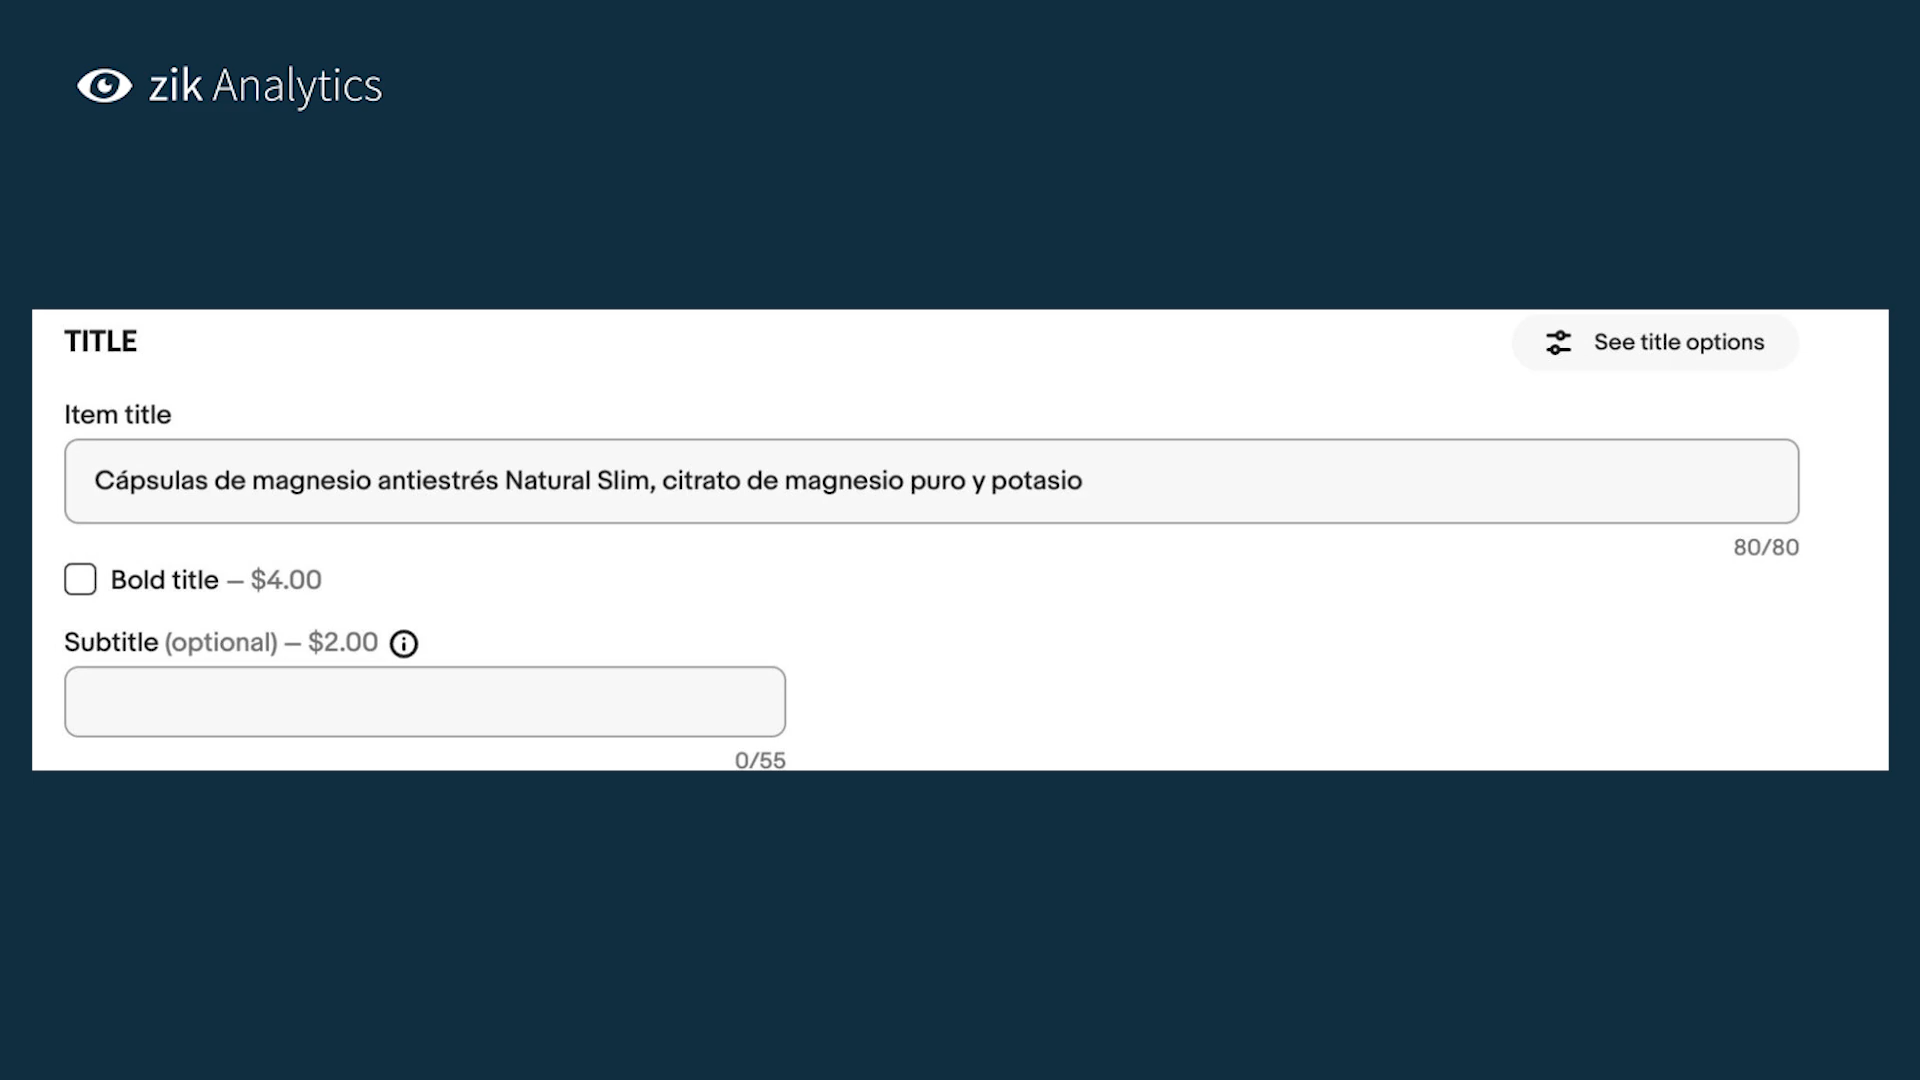 zik Analytics
TITLE
See title options
Item title
Cápsulas de magnesio antiestrés Natural Slim, citrato de magnesio puro y potasio
80/80
Bold title – $4.00
Subtitle (optional) – $2.00
0/55